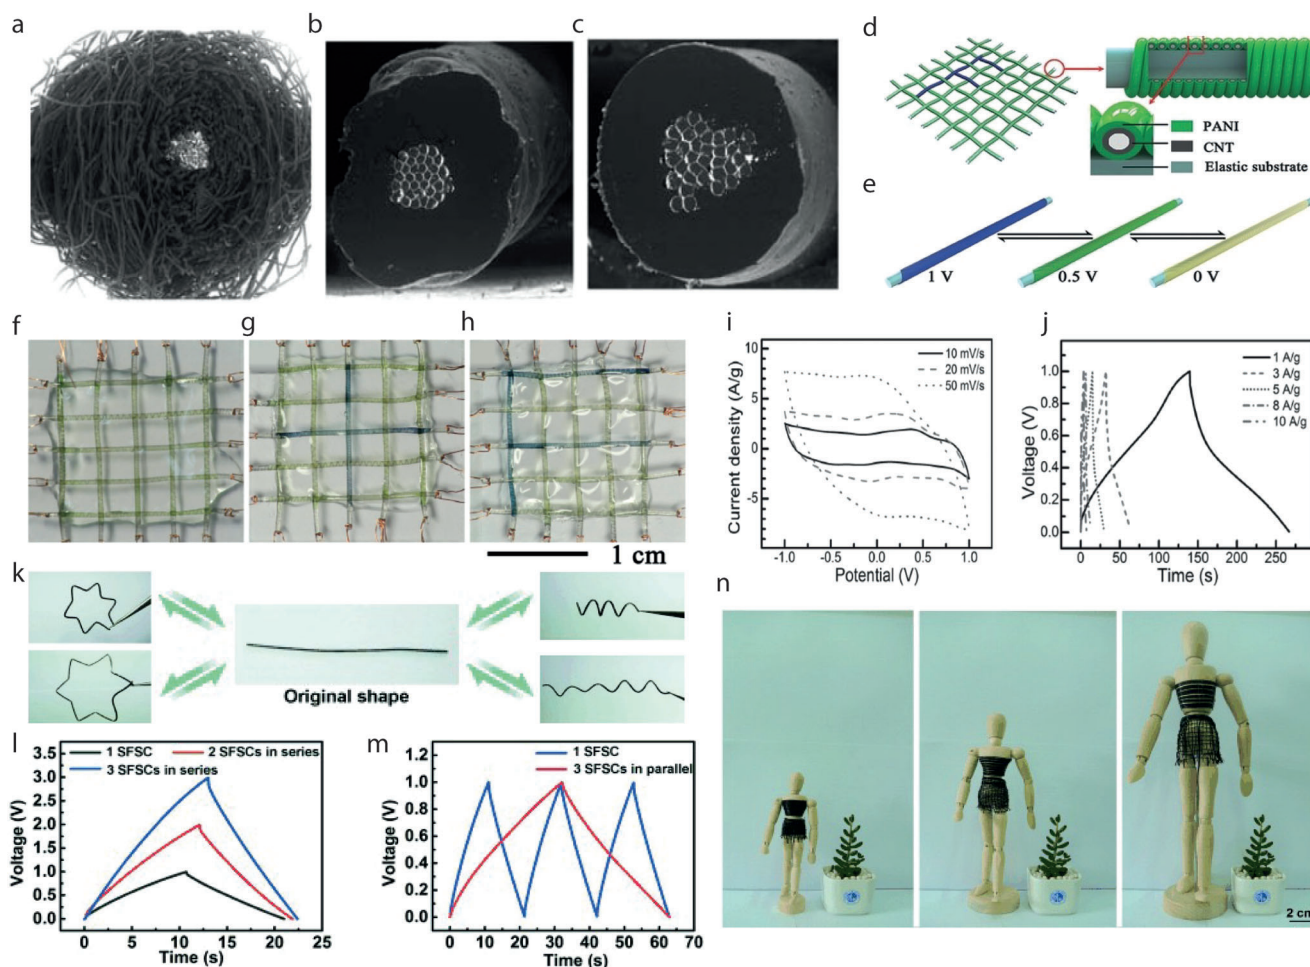 a
b
c
d
PANI
CNT
Elastic substrate
e
1 V
0.5 V
0 V
f
g
h
1 cm
i
Current density (A/g)
10
5
0
-5
10 mV/s
20 mV/s
50 mV/s
-1.0
-0.5
0.0
0.5
1.0
Potential (V)
j
Voltage (V)
1.0
0.8
0.6
0.4
0.2
0.0
1 A/g
3 A/g
5 A/g
8 A/g
10 A/g
0
50
100
150
200
250
Time (s)
k
Original shape
l
Voltage (V)
3.5
3.0
2.5
2.0
1.5
1.0
0.5
0.0
1 SFSC
2 SFSCs in series
3 SFSCs in series
0
5
10
15
20
25
Time (s)
m
Voltage (V)
1.2
1.0
0.8
0.6
0.4
0.2
0.0
1 SFSC
3 SFSCs in parallel
0
10
20
30
40
50
60
70
Time (s)
n
2 cm